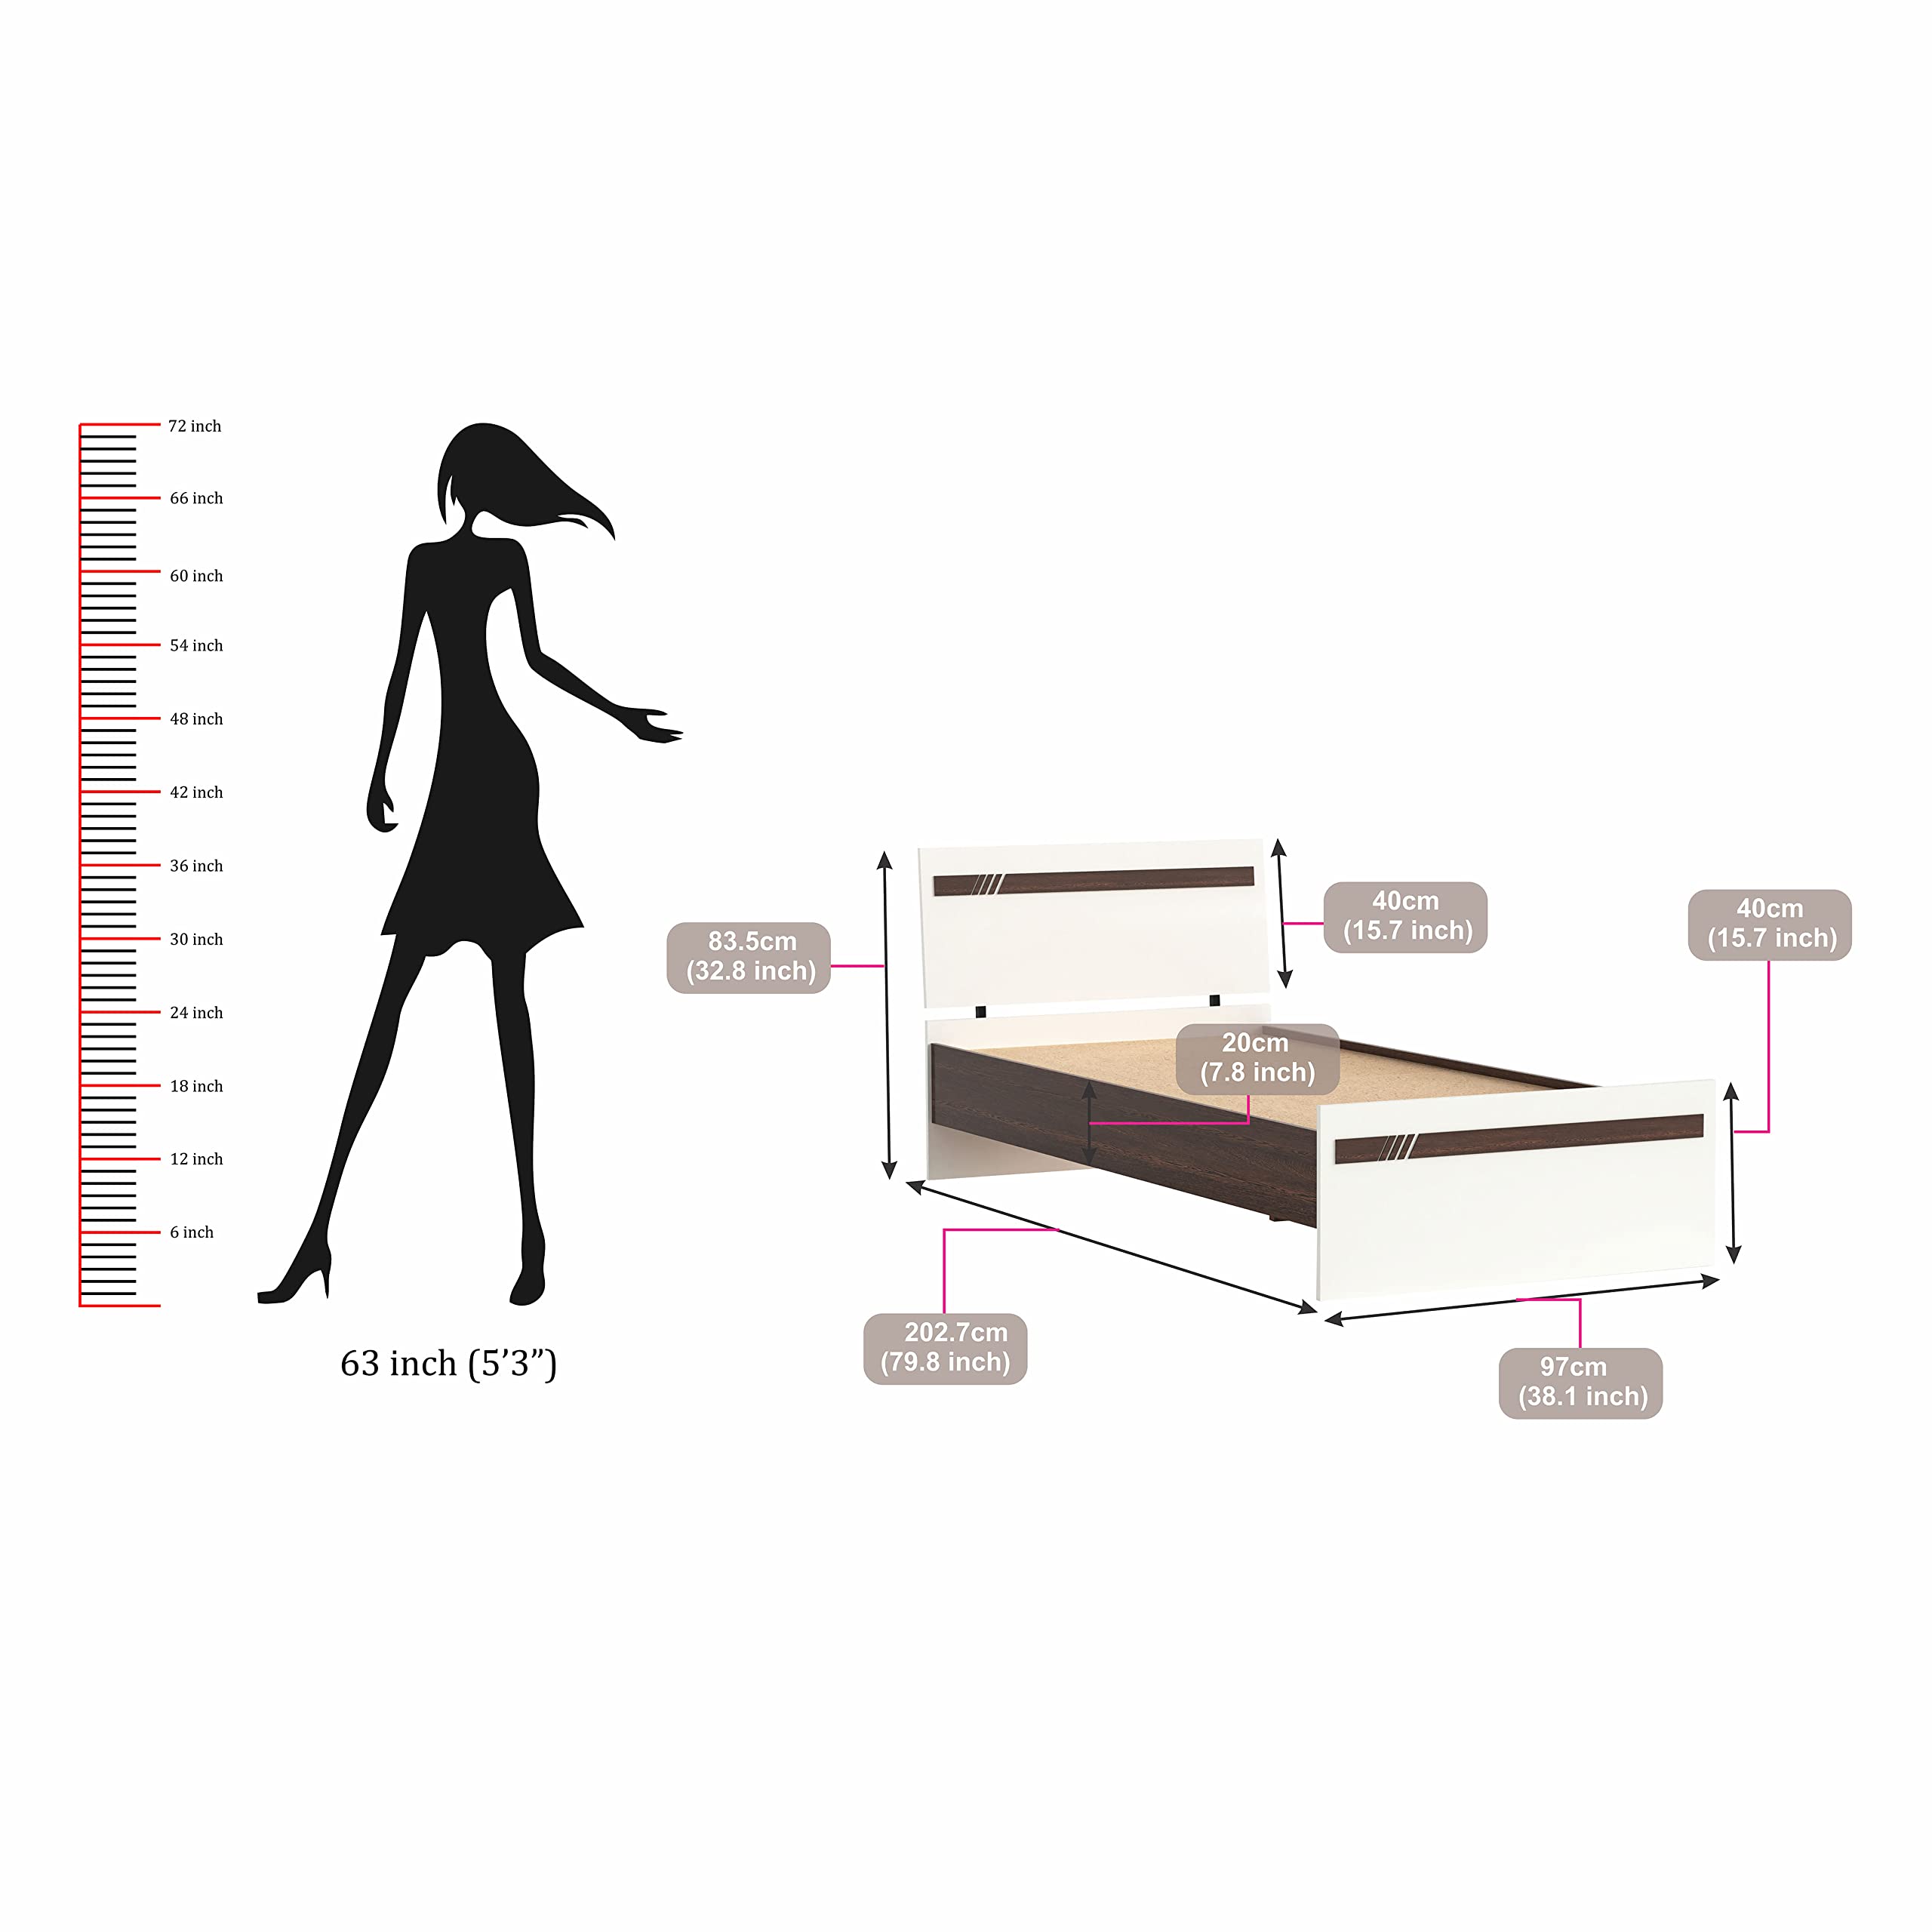 72 inch
66 inch
60 inch
54 inch
48 inch
42 inch
36 inch
30 inch
24 inch
18 inch
12 inch
6 inch
63 inch (5’3”)
83.5cm
(32.8 inch)
40cm
(15.7 inch)
40cm
(15.7 inch)
20cm
(7.8 inch)
202.7cm
(79.8 inch)
97cm
(38.1 inch)